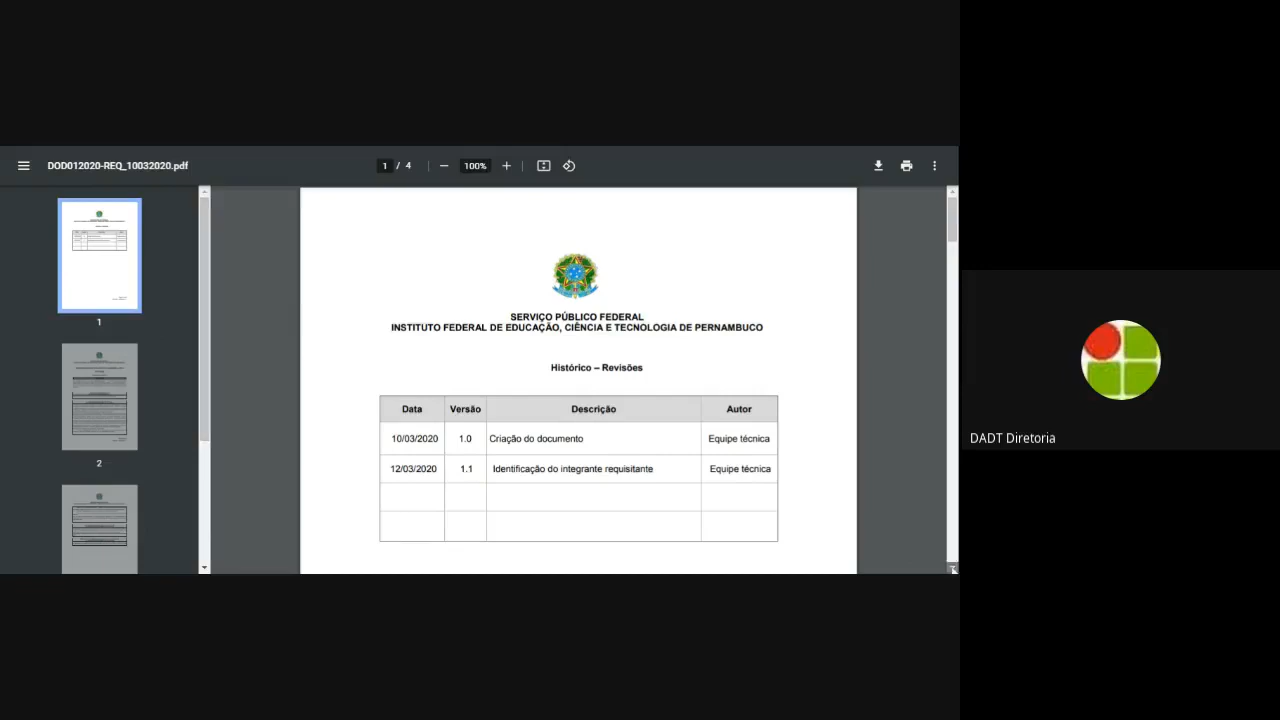 DOD012020-REQ_10032020.pdf
1 / 4
100%
1
2
SERVIÇO PÚBLICO FEDERAL
INSTITUTO FEDERAL DE EDUCAÇÃO, CIÊNCIA E TECNOLOGIA DE PERNAMBUCO
Histórico – Revisões
Data Versão Descrição Autor
10/03/2020 1.0 Criação do documento Equipe técnica
12/03/2020 1.1 Identificação do integrante requisitante Equipe técnica
DADT Diretoria